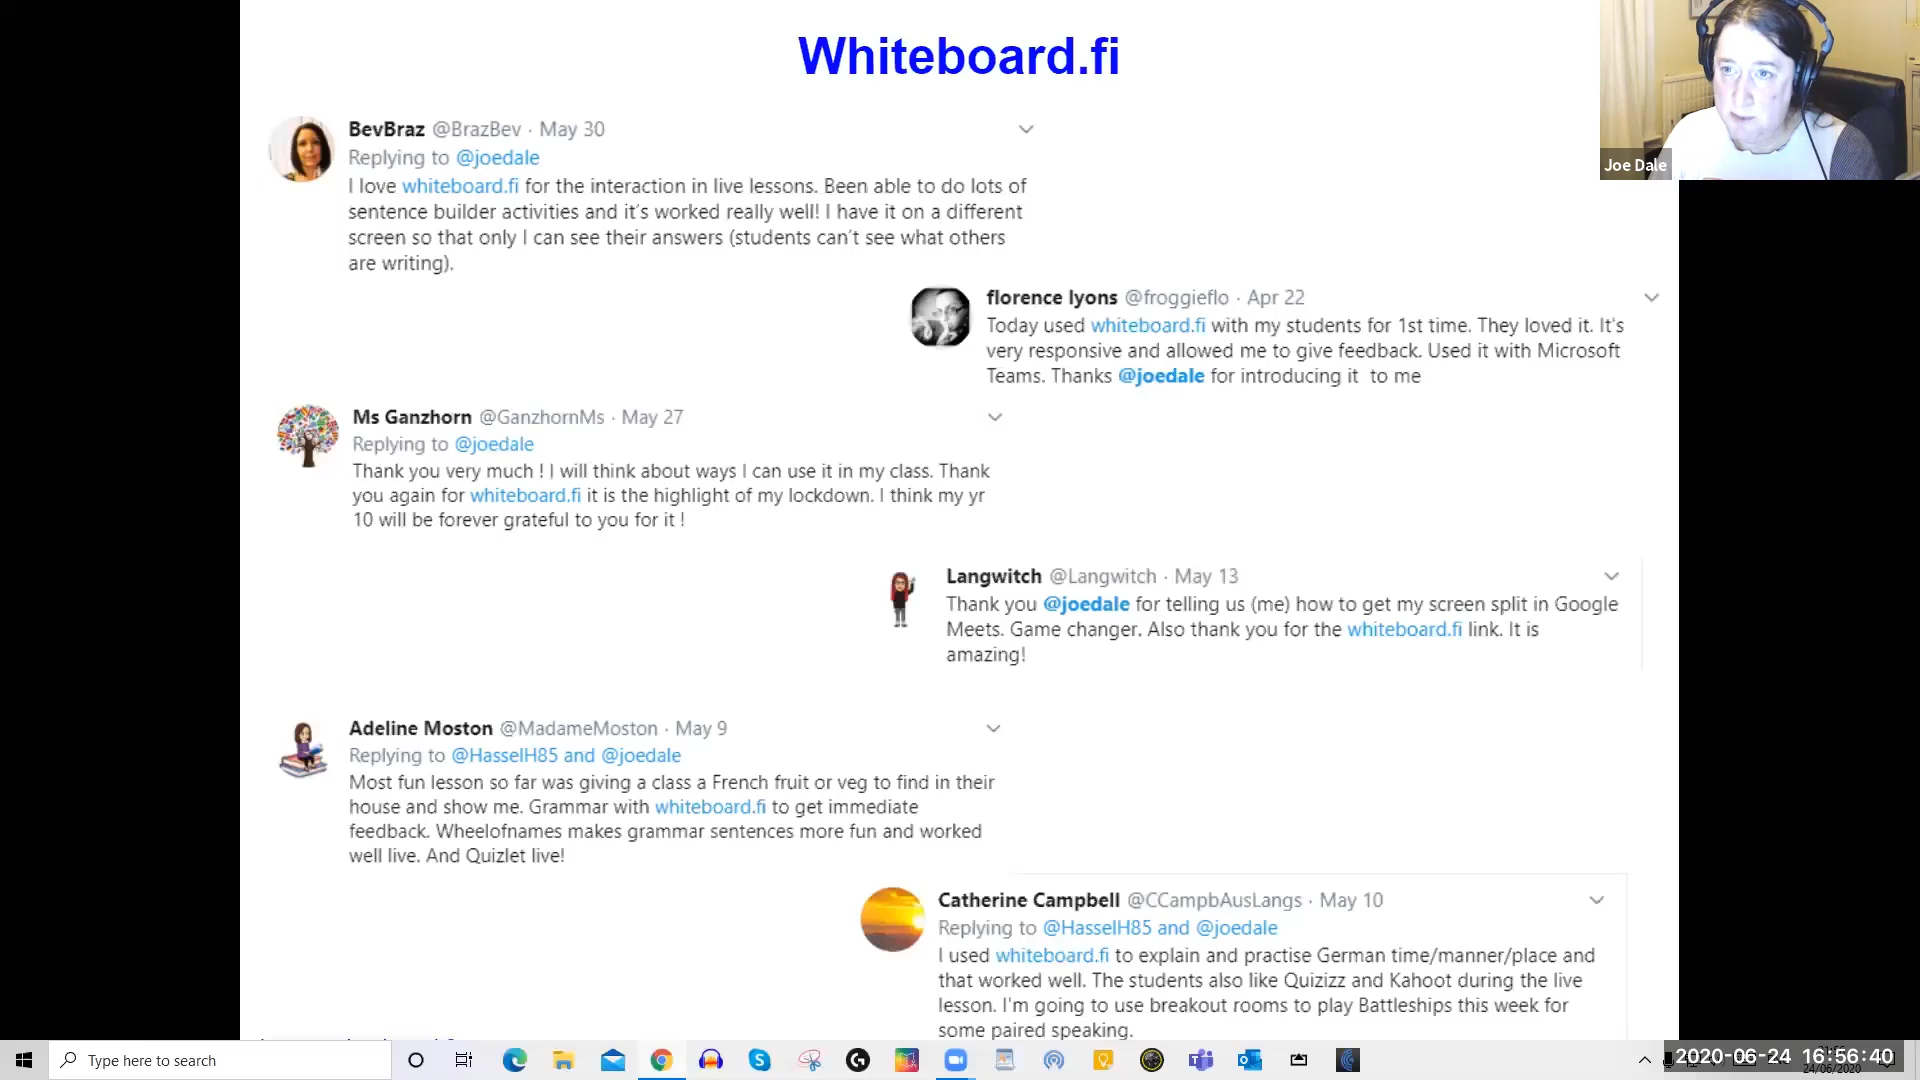 Whiteboard.fi
Joe Dale
BevBraz @BrazBev · May 30
Replying to @joedale
I love whiteboard.fi for the interaction in live lessons. Been able to do lots of
sentence builder activities and it's worked really well! I have it on a different
screen so that only I can see their answers (students can't see what others
are writing).
florence lyons @froggieflo · Apr 22
Today used whiteboard.fi with my students for 1st time. They loved it. It's
very responsive and allowed me to give feedback. Used it with Microsoft
Teams. Thanks @joedale for introducing it to me
Ms Ganzhorn @GanzhornMs · May 27
Replying to @joedale
Thank you very much ! I will think about ways I can use it in my class. Thank
you again for whiteboard.fi it is the highlight of my lockdown. I think my yr
10 will be forever grateful to you for it !
Langwitch @Langwitch · May 13
Thank you @joedale for telling us (me) how to get my screen split in Google
Meets. Game changer. Also thank you for the whiteboard.fi link. It is
amazing!
Adeline Moston @MadameMoston · May 9
Replying to @HasselH85 and @joedale
Most fun lesson so far was giving a class a French fruit or veg to find in their
house and show me. Grammar with whiteboard.fi to get immediate
feedback. Wheelofnames makes grammar sentences more fun and worked
well live. And Quizlet live!
Catherine Campbell @CCampbAusLangs · May 10
Replying to @HasselH85 and @joedale
I used whiteboard.fi to explain and practise German time/manner/place and
that worked well. The students also like Quizizz and Kahoot during the live
lesson. I'm going to use breakout rooms to play Battleships this week for
some paired speaking.
Type here to search
2020-06-24 16:56:40
24/06/2020